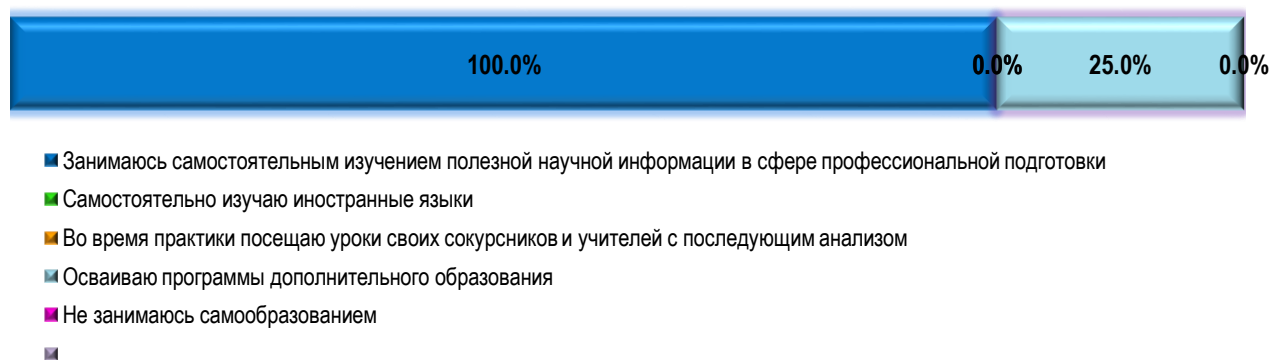 100.0% 0.0% 25.0% 0.0%
Занимаюсь самостоятельным изучением полезной научной информации в сфере профессиональной подготовки
Самостоятельно изучаю иностранные языки
Во время практики посещаю уроки своих сокурсников и учителей с последующим анализом
Осваиваю программы дополнительного образования
Не занимаюсь самообразованием